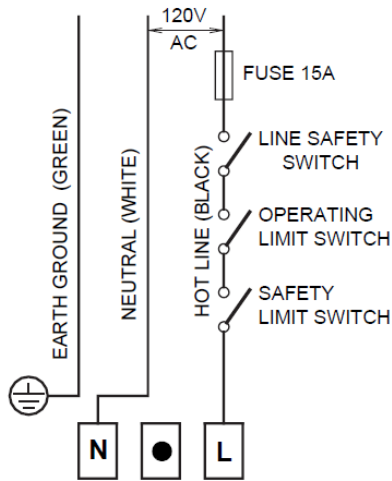 120V
AC
FUSE 15A
LINE SAFETY
SWITCH
OPERATING
LIMIT SWITCH
SAFETY
LIMIT SWITCH
EARTH GROUND (GREEN)
NEUTRAL (WHITE)
HOT LINE (BLACK)
N
L